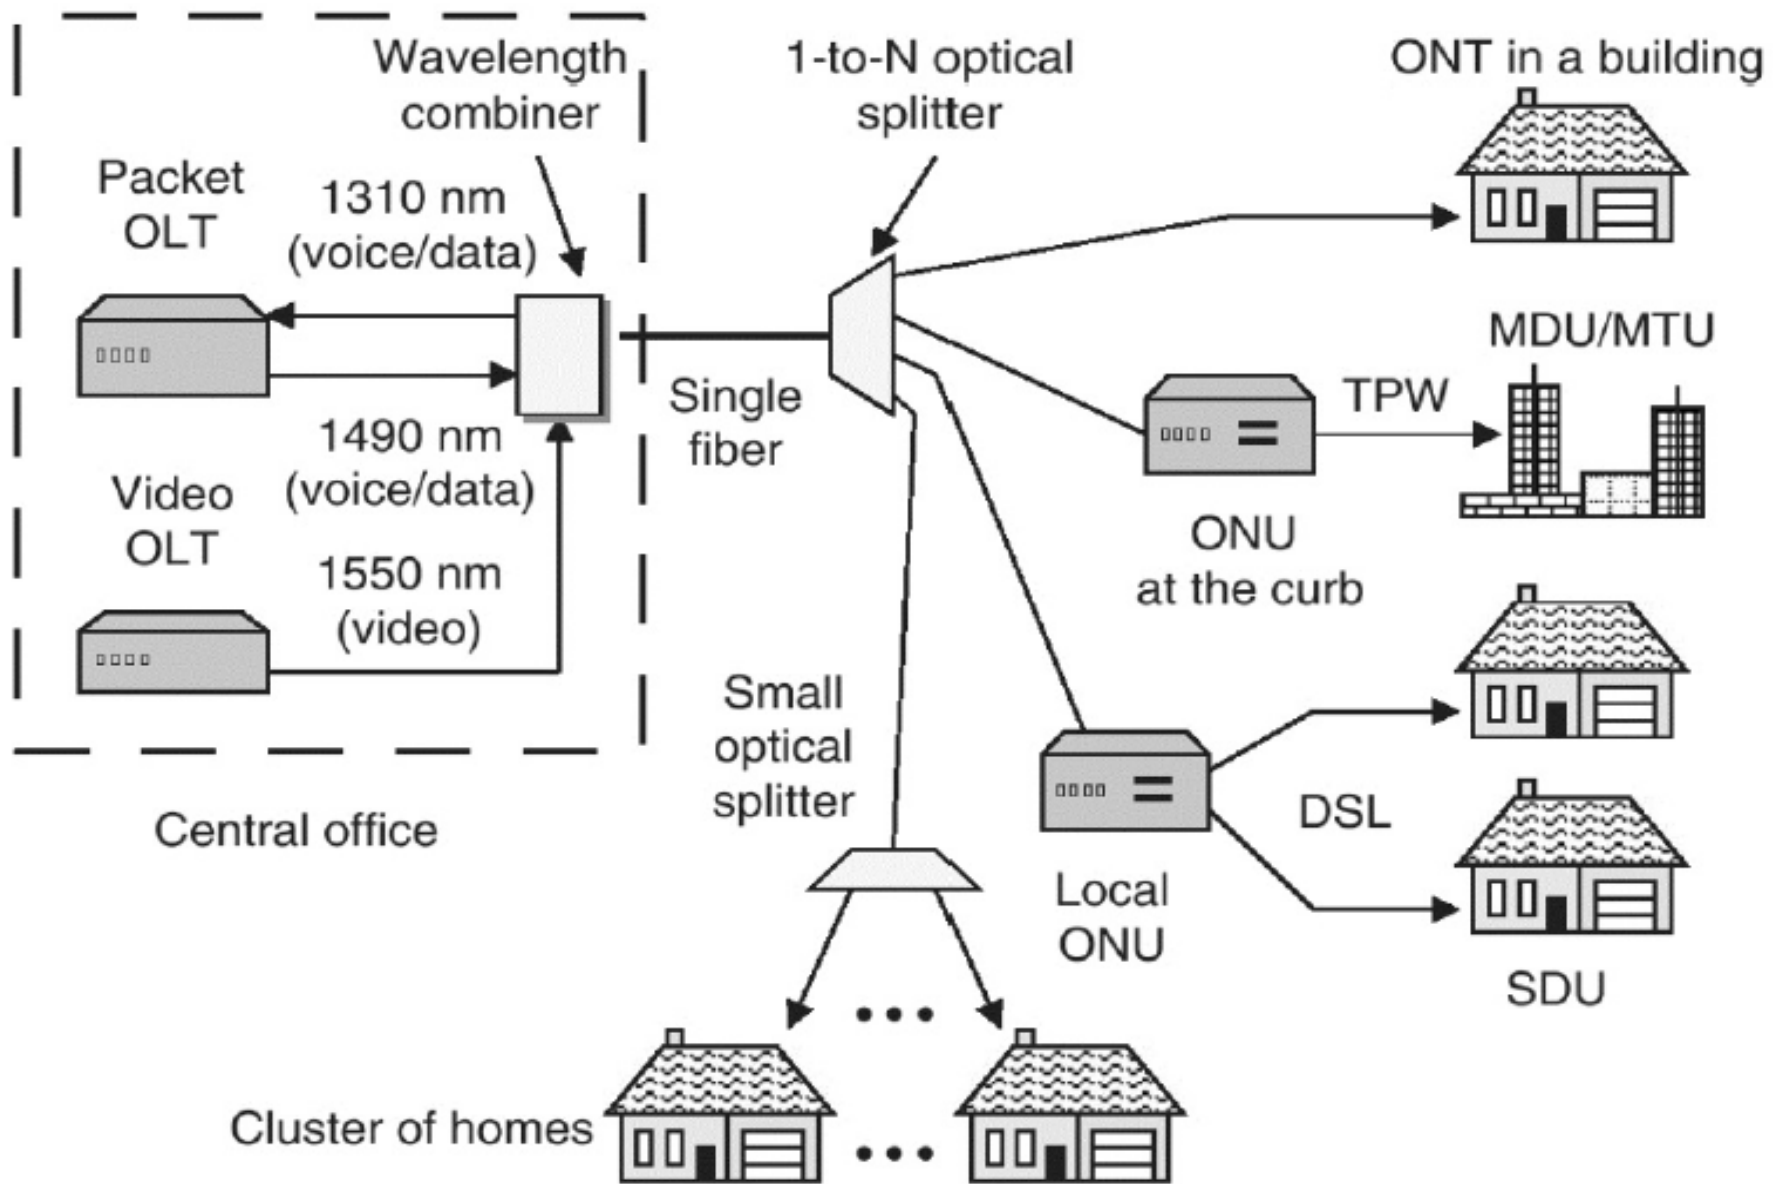 Wavelength
combiner
1-to-N optical
splitter
ONT in a building
Packet
OLT
1310 nm
(voice/data)
MDU/MTU
Single
fiber
TPW
1490 nm
(voice/data)
Video
OLT
ONU
at the curb
1550 nm
(video)
Small
optical
splitter
DSL
Central office
Local
ONU
SDU
Cluster of homes